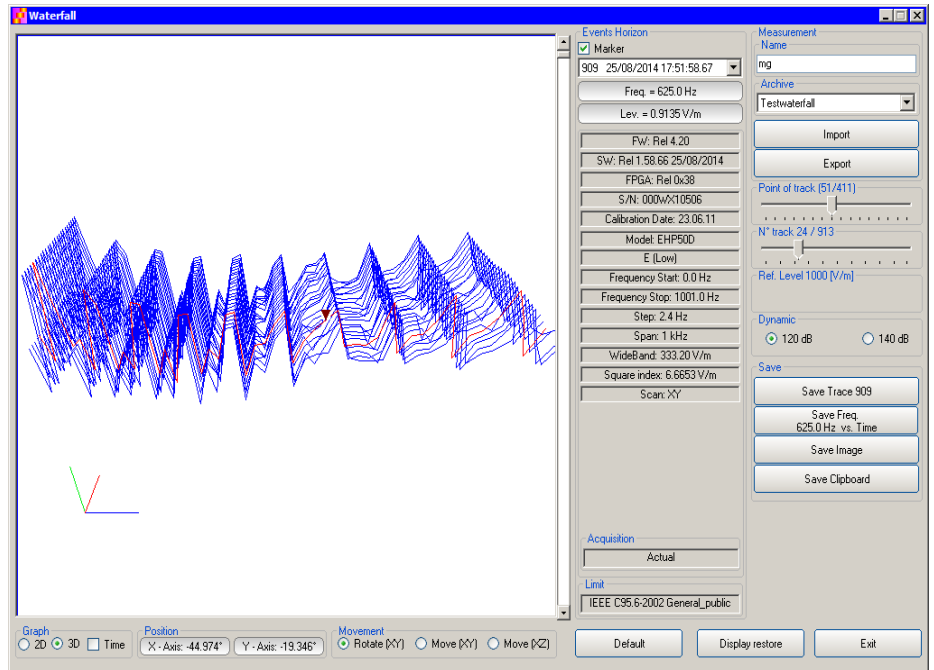 Waterfall
Events Horizon
Marker
909 25/08/2014 17:51:58.67
Freq. = 625.0 Hz
Lev. = 0.9135 V/m
FW: Rel 4.20
SW: Rel 1.58.66 25/08/2014
FPGA: Rel 0x38
S/N: 000WX10506
Calibration Date: 23.06.11
Model: EHP50D
E (Low)
Frequency Start: 0.0 Hz
Frequency Stop: 1001.0 Hz
Step: 2.4 Hz
Span: 1 kHz
WideBand: 333.20 V/m
Square index: 6.6653 V/m
Scan: XY
Acquisition
Actual
Limit
IEEE C95.6-2002 General_public
Measurement
Name
mg
Archive
Testwaterfall
Import
Export
Point of track (51/411)
N° track 24 / 913
Ref. Level 1000 [V/m]
Dynamic
120 dB
140 dB
Save
Save Trace 909
Save Freq.
625.0 Hz vs. Time
Save Image
Save Clipboard
Graph
2D
3D
Time
Position
X - Axis: -44.974°
Y - Axis: -19.346°
Movement
Rotate (XY)
Move (XY)
Move (XZ)
Default
Display restore
Exit